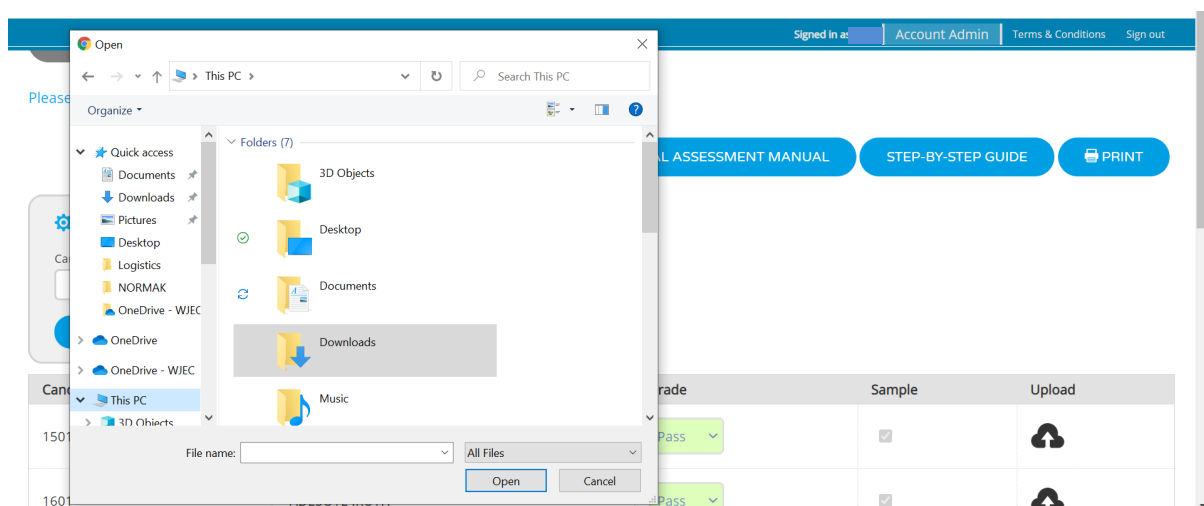 Open
Signed in as
Account Admin
Terms & Conditions
Sign out
This PC
Search This PC
Please
Organize
Quick access
Documents
Downloads
Pictures
Desktop
Logistics
NORMAK
OneDrive - WJEC
OneDrive
OneDrive - WJEC
This PC
3D Objects
Folders (7)
3D Objects
Desktop
Documents
Downloads
Music
File name:
All Files
Open
Cancel
L ASSESSMENT MANUAL
STEP-BY-STEP GUIDE
PRINT
Ca
Canc
rade
Sample
Upload
1501
Pass
1601
Pass